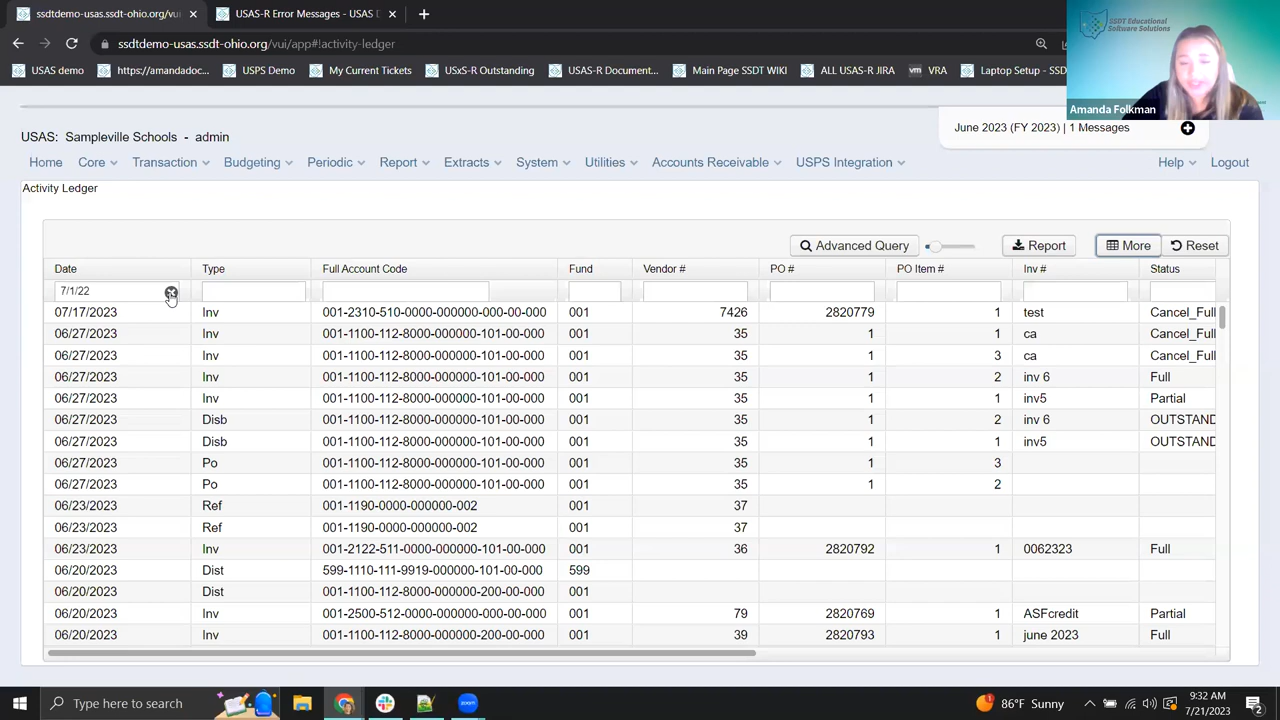 ssdtdemo-usas.ssdt-ohio.org/vui
USAS-R Error Messages - USAS D
ssdtdemo-usas.ssdt-ohio.org/vui/app#!activity-ledger
USAS demo
https://amandadoc...
USPS Demo
My Current Tickets
USxS-R Outstanding
USAS-R Document...
Main Page SSDT WIKI
ALL USAS-R JIRA
VRA
Laptop Setup - SSD
SSDT Educational
Software Solutions
Amanda Folkman
USAS: Sampleville Schools - admin
June 2023 (FY 2023) | 1 Messages
Home Core Transaction Budgeting Periodic Report Extracts System Utilities Accounts Receivable USPS Integration Help Logout
Activity Ledger
Advanced Query Report More Reset
Date Type Full Account Code Fund Vendor # PO # PO Item # Inv # Status
7/1/22
07/17/2023 Inv 001-2310-510-0000-000000-000-00-000 001 7426 2820779 1 test Cancel_Full
06/27/2023 Inv 001-1100-112-8000-000000-101-00-000 001 35 1 1 ca Cancel_Full
06/27/2023 Inv 001-1100-112-8000-000000-101-00-000 001 35 1 3 ca Cancel_Full
06/27/2023 Inv 001-1100-112-8000-000000-101-00-000 001 35 1 2 inv 6 Full
06/27/2023 Inv 001-1100-112-8000-000000-101-00-000 001 35 1 1 inv5 Partial
06/27/2023 Disb 001-1100-112-8000-000000-101-00-000 001 35 1 2 inv 6 OUTSTAND
06/27/2023 Disb 001-1100-112-8000-000000-101-00-000 001 35 1 1 inv5 OUTSTAND
06/27/2023 Po 001-1100-112-8000-000000-101-00-000 001 35 1 3
06/27/2023 Po 001-1100-112-8000-000000-101-00-000 001 35 1 2
06/23/2023 Ref 001-1190-0000-000000-002 001 37
06/23/2023 Ref 001-1190-0000-000000-002 001 37
06/23/2023 Inv 001-2122-511-0000-000000-101-00-000 001 36 2820792 1 0062323 Full
06/20/2023 Dist 599-1110-111-9919-000000-101-00-000 599
06/20/2023 Dist 001-1100-112-8000-000000-200-00-000 001
06/20/2023 Inv 001-2500-512-0000-000000-000-00-000 001 79 2820769 1 ASFcredit Partial
06/20/2023 Inv 001-1100-112-8000-000000-200-00-000 001 39 2820793 1 june 2023 Full
Type here to search
86°F Sunny
9:32 AM
7/21/2023
2